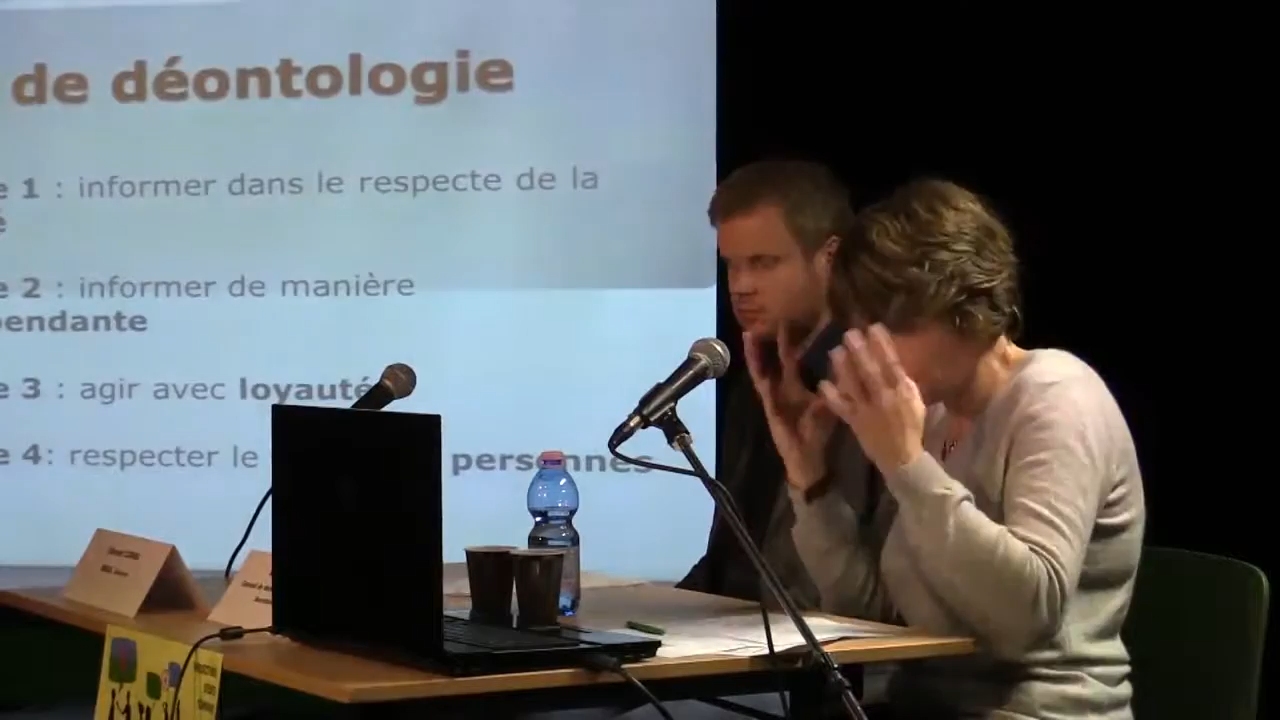 de déontologie
e 1 : informer dans le respecte de la
é
e 2 : informer de manière
pendante
e 3 : agir avec loyauté
e 4: respecter le
personnes